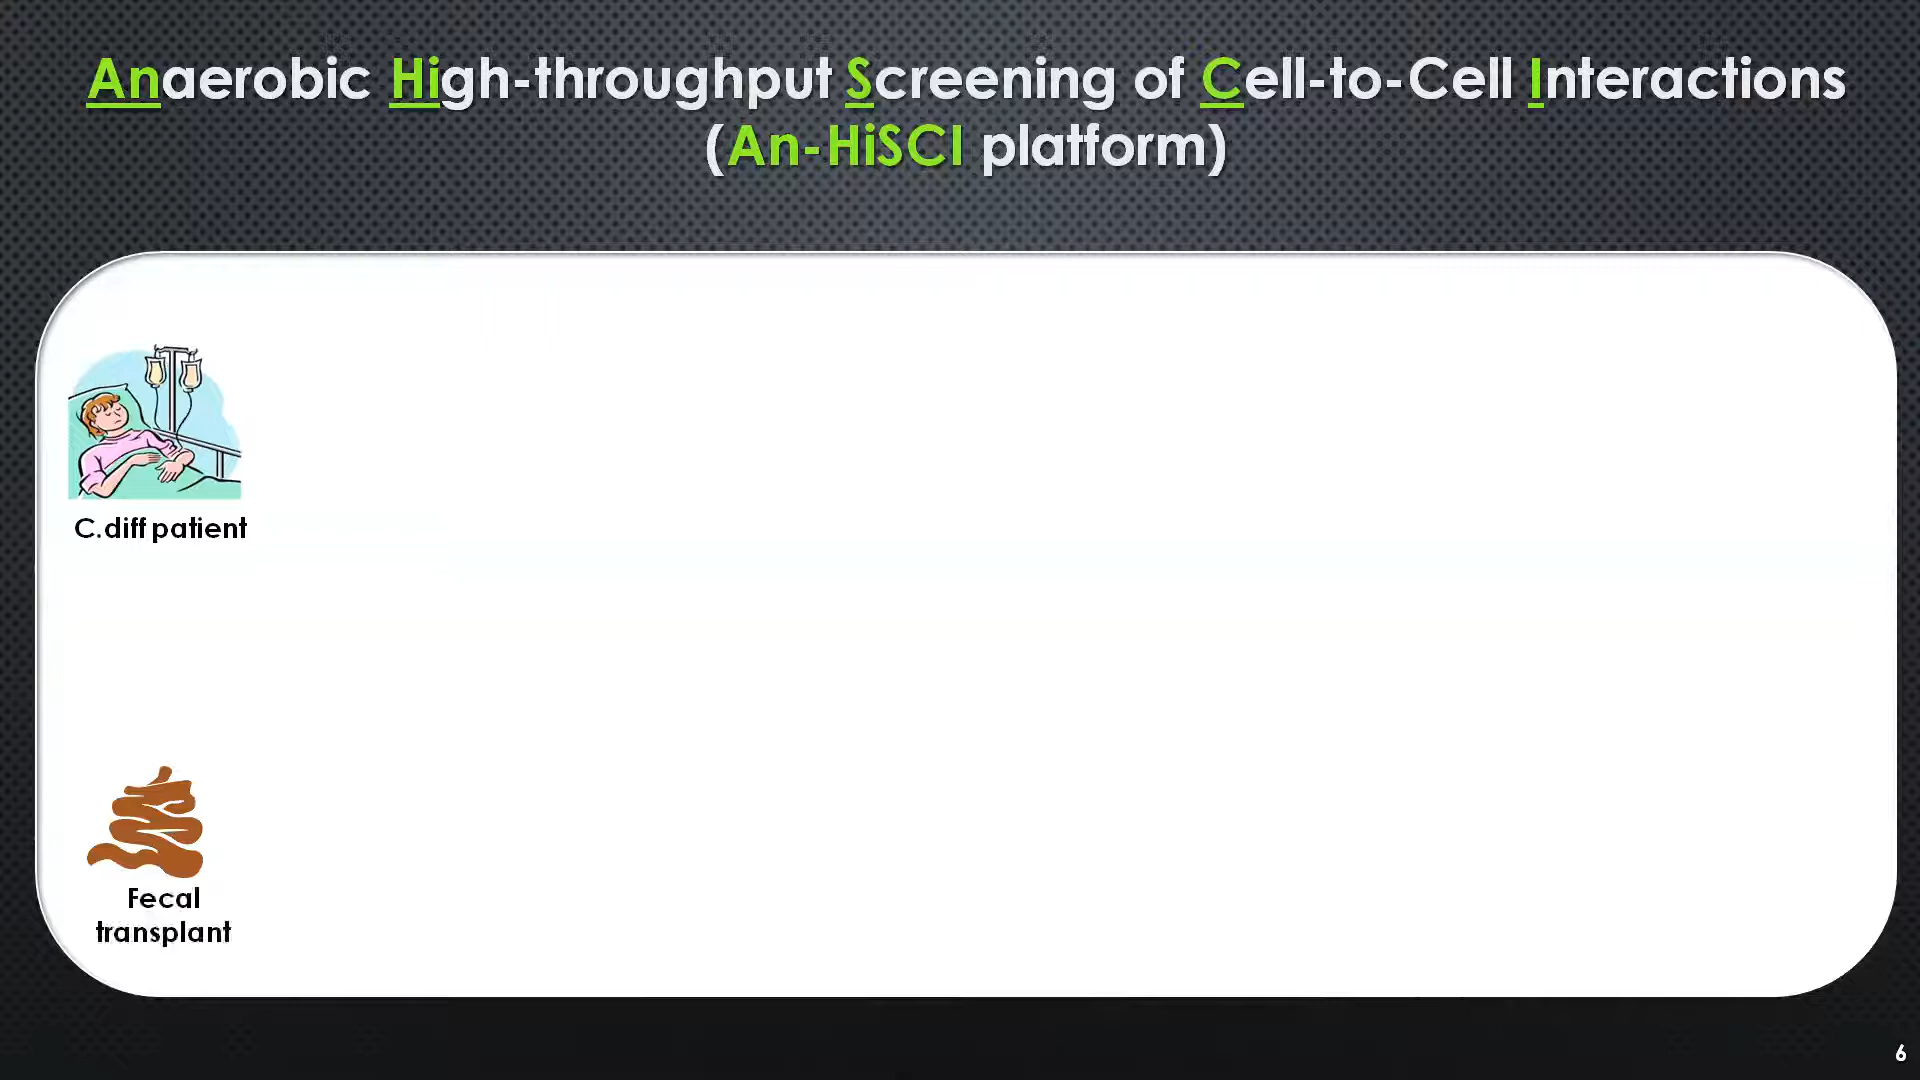 Anaerobic High-throughput Screening of Cell-to-Cell Interactions
(An-HiSCI platform)
C.diff patient
Fecal
transplant
6